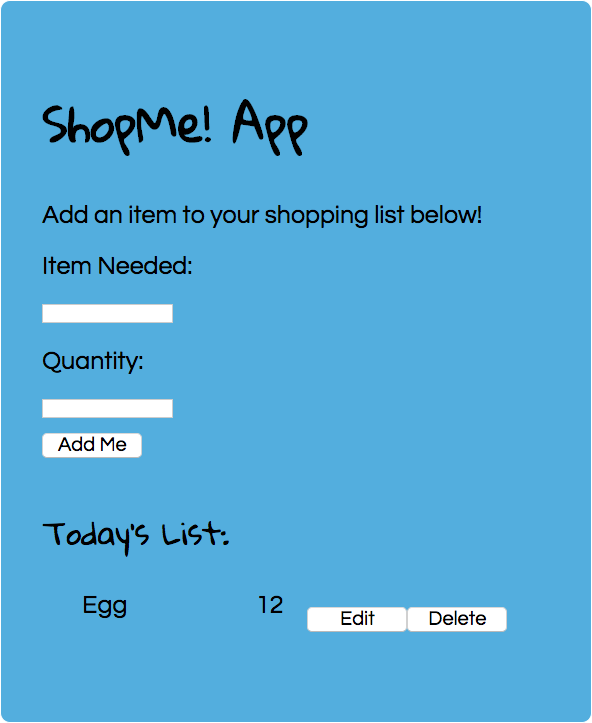 ShopMe! App
Add an item to your shopping list below!
Item Needed:
Quantity:
Add Me
Today's List:
Egg 12 Edit Delete